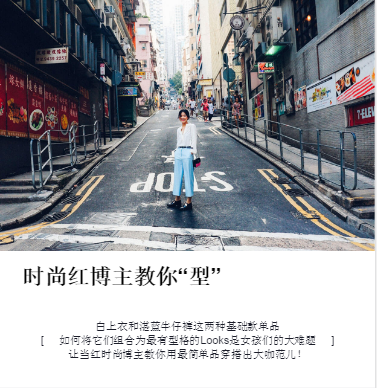 STOP
时尚红博主教你“型”
白上衣和湛蓝牛仔裤这两种基础款单品
[ 如何将它们组合为最有型格的Looks是女孩们的大难题 ]
让当红时尚博主教你用最简单品穿搭出大咖范儿！